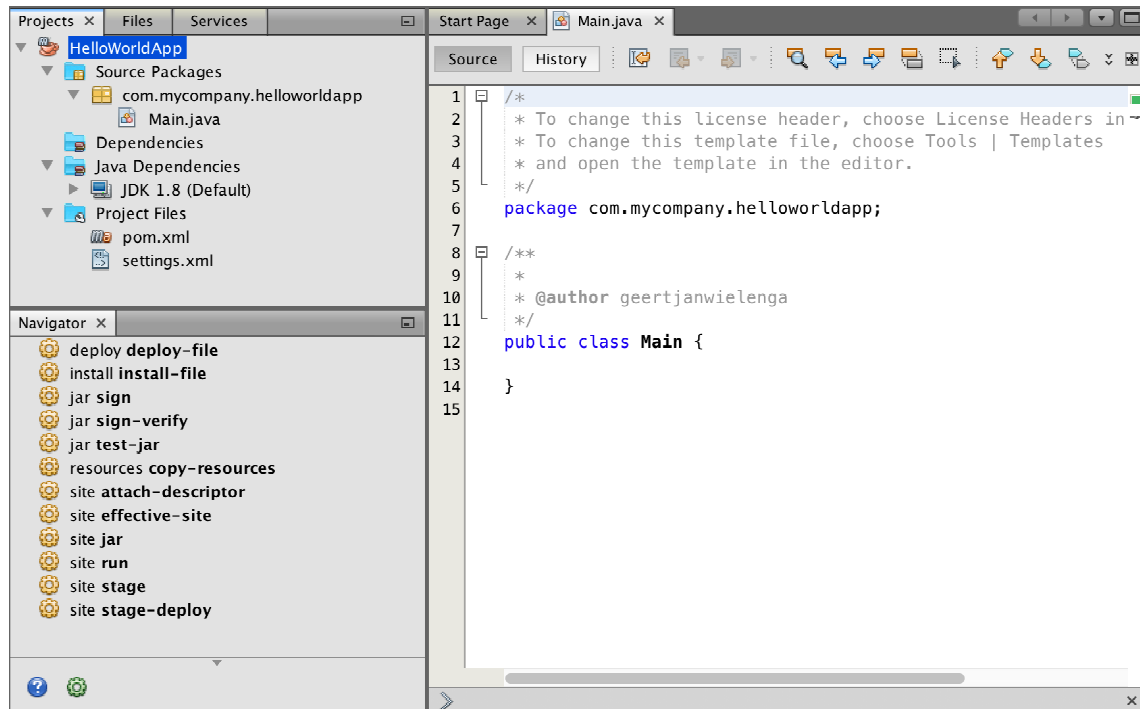 Projects Files Services
HelloWorldApp
Source Packages
com.mycompany.helloworldapp
Main.java
Dependencies
Java Dependencies
JDK 1.8 (Default)
Project Files
pom.xml
settings.xml
Navigator
deploy deploy-file
install install-file
jar sign
jar sign-verify
jar test-jar
resources copy-resources
site attach-descriptor
site effective-site
site jar
site run
site stage
site stage-deploy
Start Page Main.java
Source History
1 /*
2 * To change this license header, choose License Headers in
3 * To change this template file, choose Tools | Templates
4 * and open the template in the editor.
5 */
6 package com.mycompany.helloworldapp;
7
8 /**
9 *
10 * @author geertjanwielenga
11 */
12 public class Main {
13
14 }
15